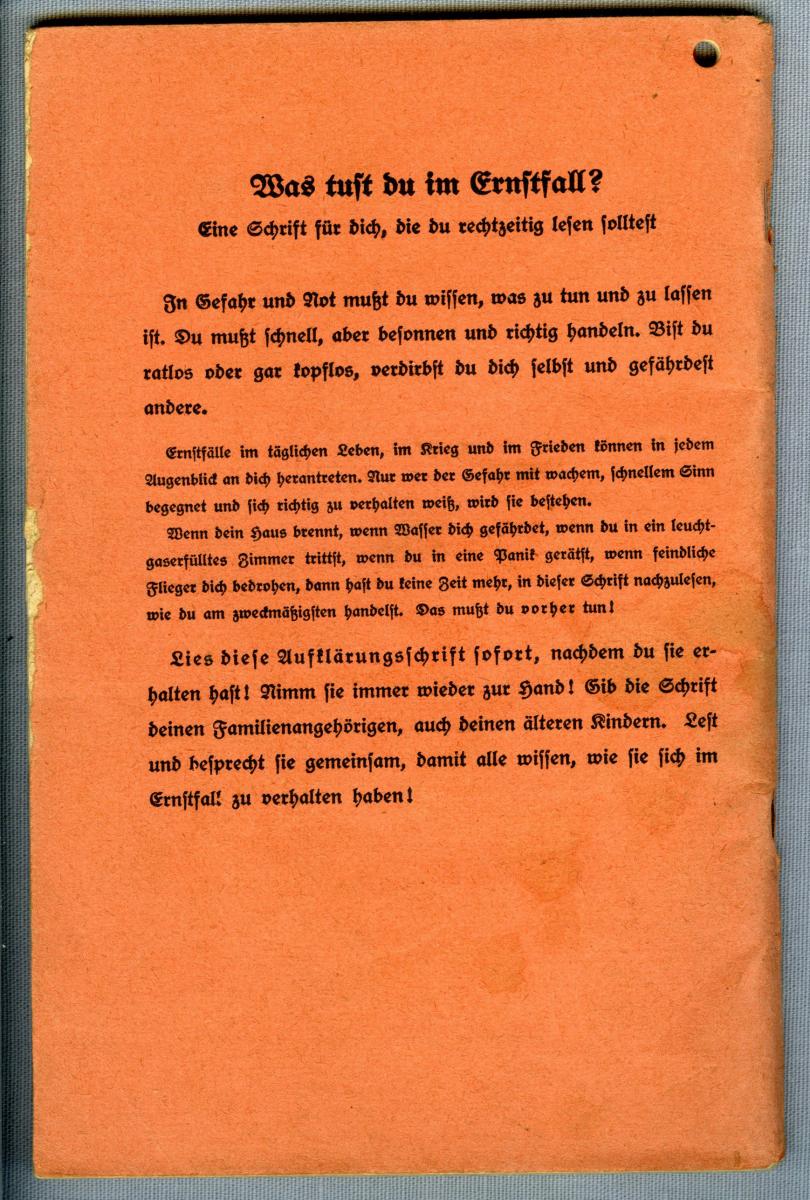 Was tust du im Ernstfall?
Eine Schrift für dich, die du rechtzeitig lesen solltest
In Gefahr und Not mußt du wissen, was zu tun und zu lassen
ist. Du mußt schnell, aber besonnen und richtig handeln. Bist du
ratlos oder gar kopflos, verdirbst du dich selbst und gefährdest
andere.
Ernstfälle im täglichen Leben, im Krieg und im Frieden können in jedem
Augenblick an dich herantreten. Nur wer der Gefahr mit wachem, schnellem Sinn
begegnet und sich richtig zu verhalten weiß, wird sie bestehen.
Wenn dein Haus brennt, wenn Wasser dich gefährdet, wenn du in ein leucht-
gaserfülltes Zimmer trittst, wenn du in eine Panik gerätst, wenn feindliche
Flieger dich bedrohen, dann hast du keine Zeit mehr, in dieser Schrift nachzulesen,
wie du am zweckmäßigsten handelst. Das mußt du vorher tun!
Lies diese Aufklärungsschrift sofort, nachdem du sie er-
halten hast! Nimm sie immer wieder zur Hand! Gib die Schrift
deinen Familienangehörigen, auch deinen älteren Kindern. Lest
und besprecht sie gemeinsam, damit alle wissen, wie sie sich im
Ernstfall zu verhalten haben!